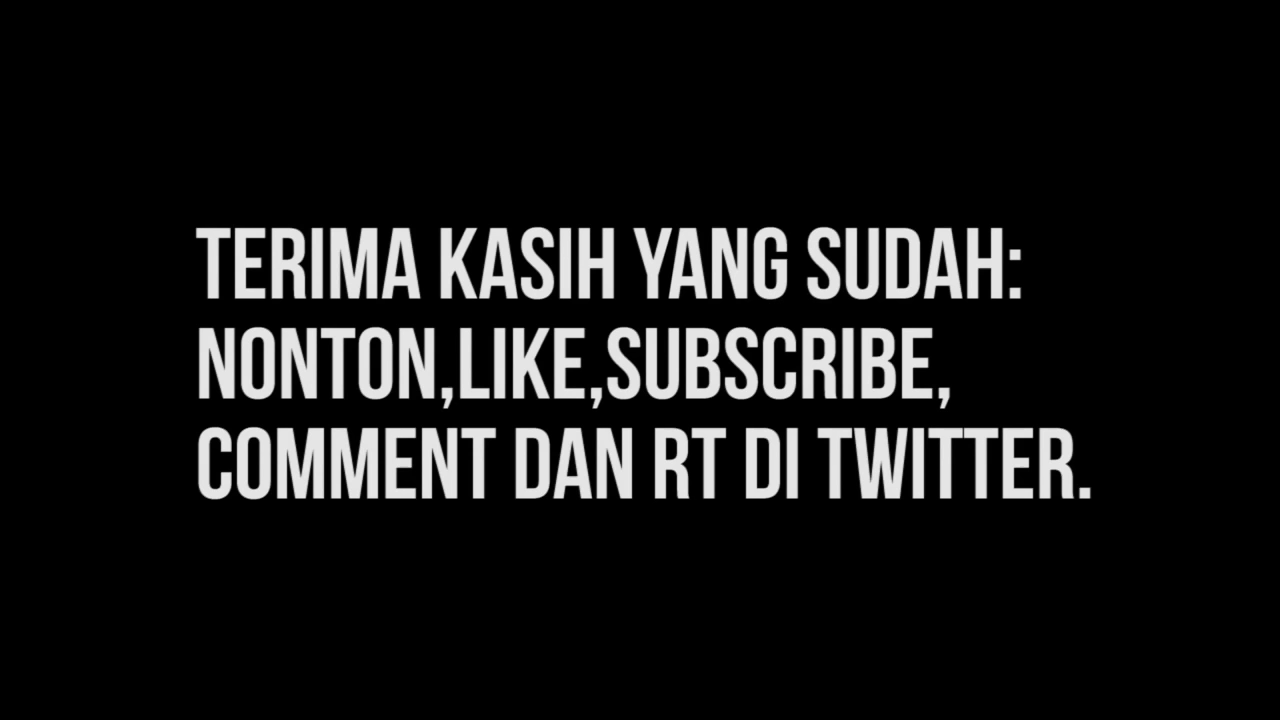 TERIMA KASIH YANG SUDAH:
NONTON,LIKE,SUBSCRIBE,
COMMENT DAN RT DI TWITTER.